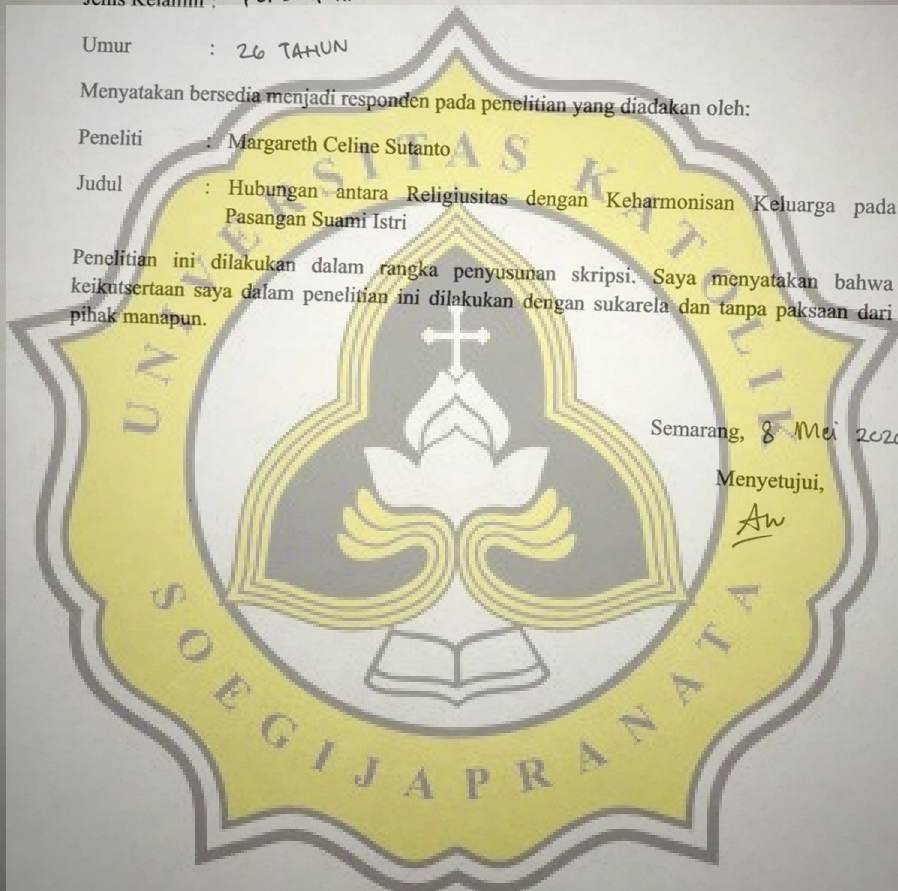 Jenis Kelamin :
Umur : 26 TAHUN
Menyatakan bersedia menjadi responden pada penelitian yang diadakan oleh:
Peneliti : Margareth Celine Sutanto
Judul : Hubungan antara Religiusitas dengan Keharmonisan Keluarga pada
Pasangan Suami Istri
Penelitian ini dilakukan dalam rangka penyusunan skripsi. Saya menyatakan bahwa
keikutsertaan saya dalam penelitian ini dilakukan dengan sukarela dan tanpa paksaan dari
pihak manapun.
Semarang, 8 Mei 2020
Menyetujui,
UNIVERSITAS KATOLIK
SOEGIJAPRANATA